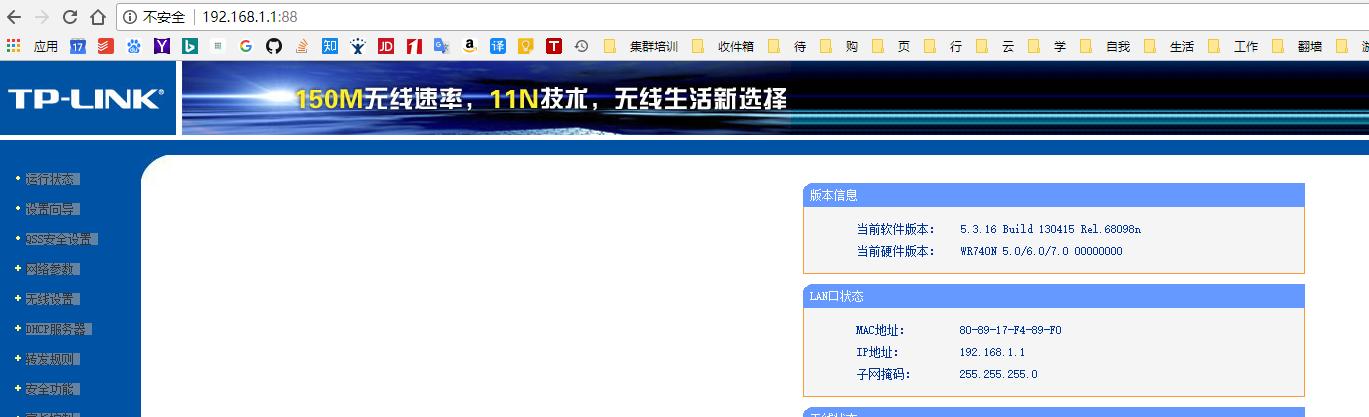 不安全 192.168.1.1:88
应用 17 知 JD 译 T 集群培训 收件箱 待 购 页 行 云 学 自我 生活 工作 翻墙
TP-LINK®
150M无线速率，11N技术，无线生活新选择
运行状态
设置向导
QSS安全设置
网络参数
无线设置
DHCP服务器
转发规则
安全功能
版本信息
当前软件版本： 5.3.16 Build 130415 Rel.68098n
当前硬件版本： WR740N 5.0/6.0/7.0 00000000
LAN口状态
MAC地址： 80-89-17-F4-89-F0
IP地址： 192.168.1.1
子网掩码： 255.255.255.0
无线状态